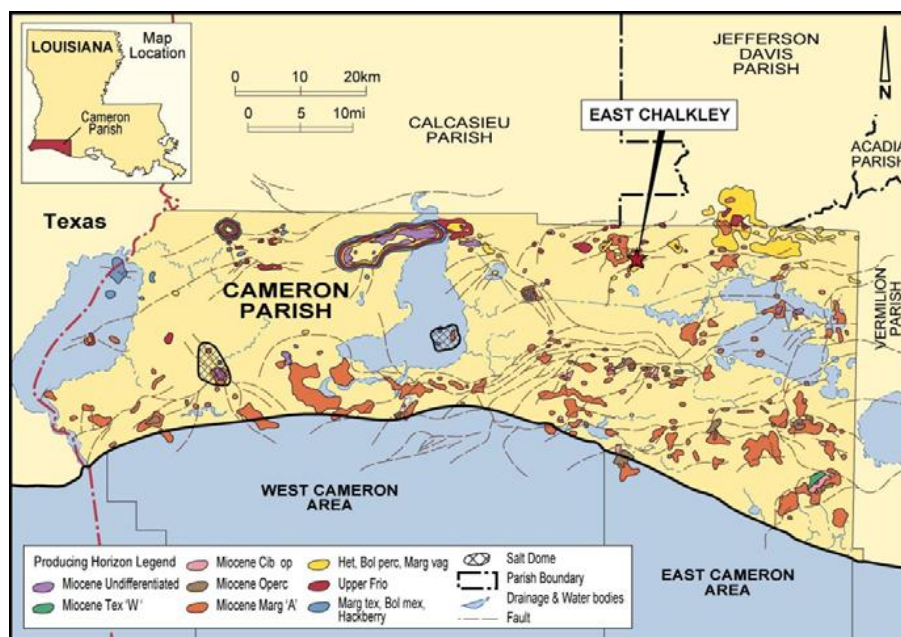 LOUISIANA
Map
Location
Cameron
Parish
0 10 20km
0 5 10mi
JEFFERSON
DAVIS
PARISH
N
EAST CHALKLEY
CALCASIEU
PARISH
ACADIA
PARISH
Texas
CAMERON
PARISH
VERMILION
PARISH
WEST CAMERON
AREA
EAST CAMERON
AREA
Producing Horizon Legend
Miocene Undifferentiated
Miocene Tex 'W'
Miocene Cib op
Miocene Operc
Miocene Marg 'A'
Het, Bol perc, Marg vag
Upper Frio
Marg tex, Bol mex,
Hackberry
Salt Dome
Parish Boundary
Drainage & Water bodies
Fault